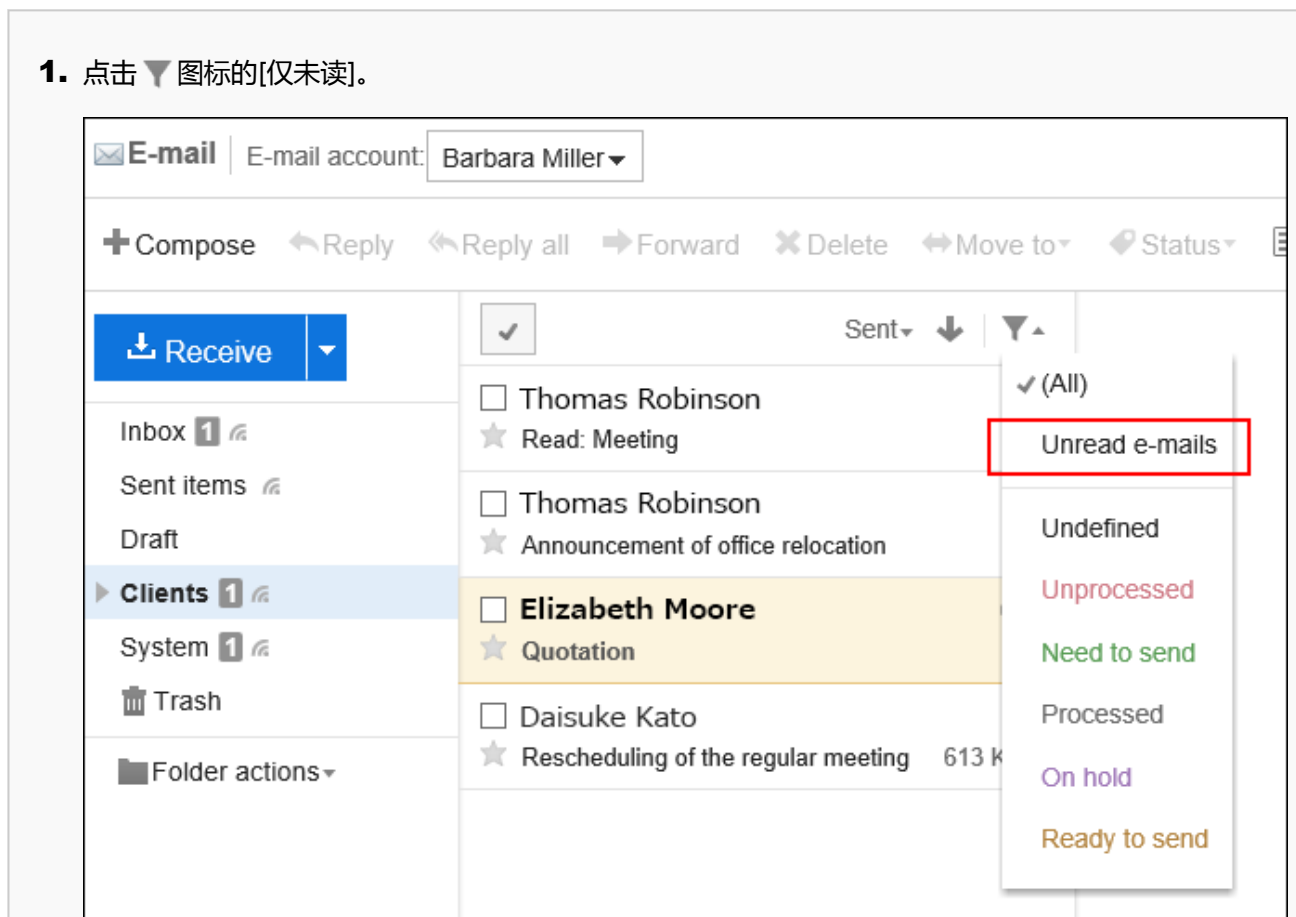 1. 点击 图标的[仅未读]。
E-mail E-mail account: Barbara Miller
Compose Reply Reply all Forward Delete Move to Status
Receive
Inbox 1
Sent items
Draft
Clients 1
System 1
Trash
Folder actions
Sent
Thomas Robinson
Read: Meeting
Thomas Robinson
Announcement of office relocation
Elizabeth Moore
Quotation
Daisuke Kato
Rescheduling of the regular meeting 613 K
(All)
Unread e-mails
Undefined
Unprocessed
Need to send
Processed
On hold
Ready to send